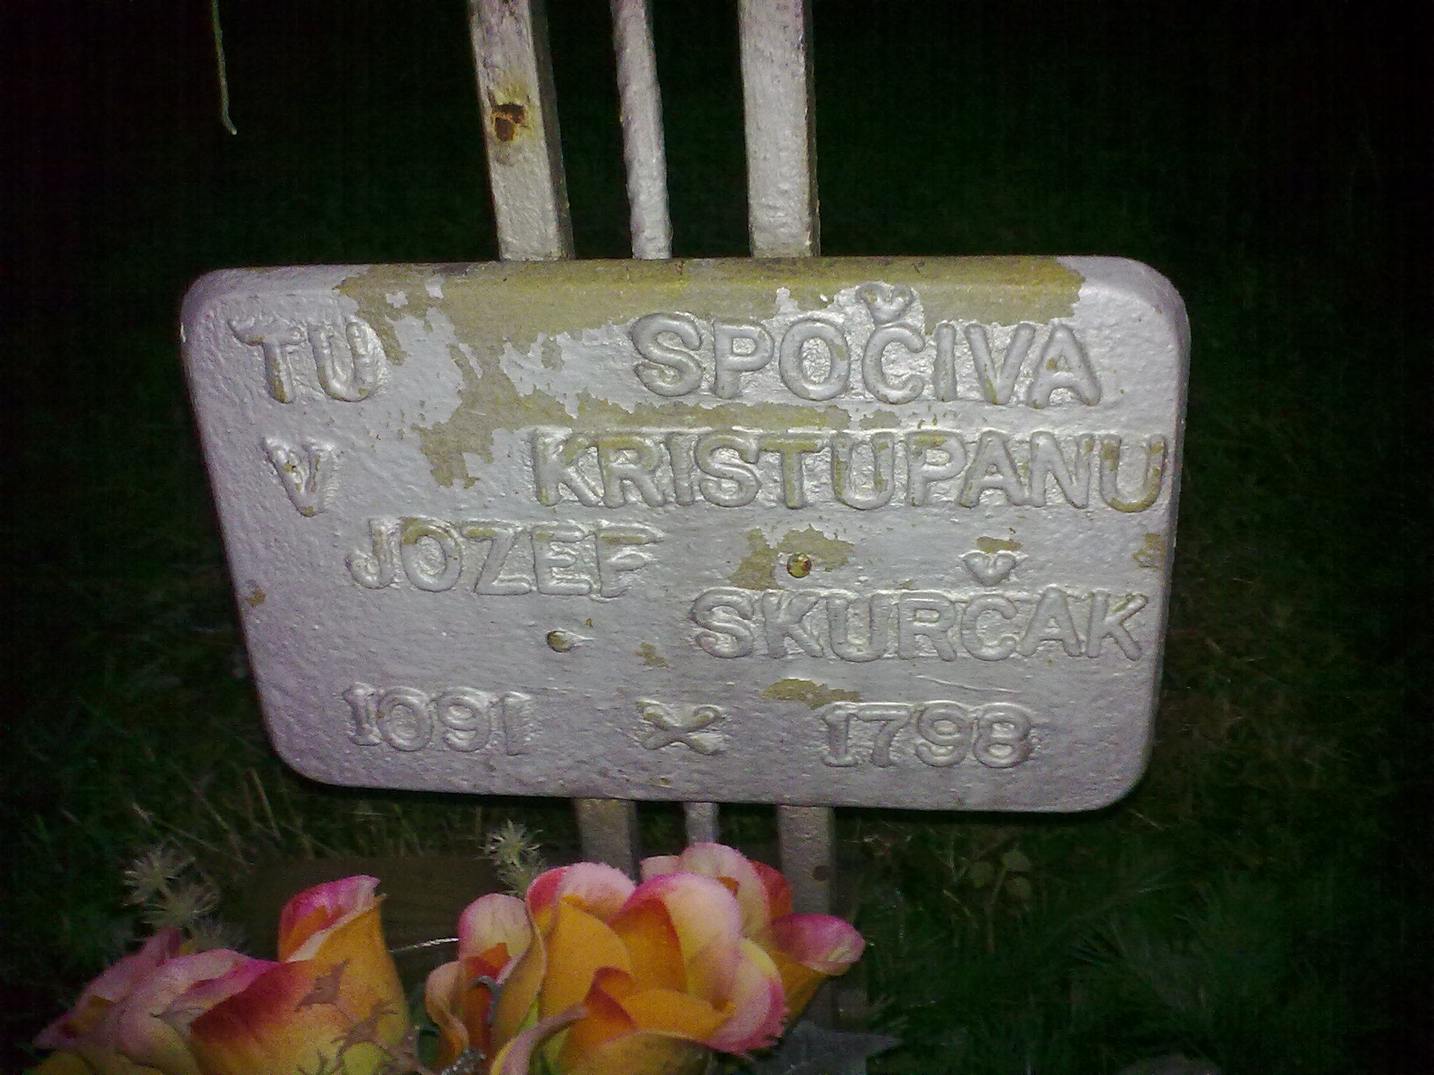 TU SPOČIVA
V KRISTUPANU
JOZEF
SKURČAK
1091 X 1798